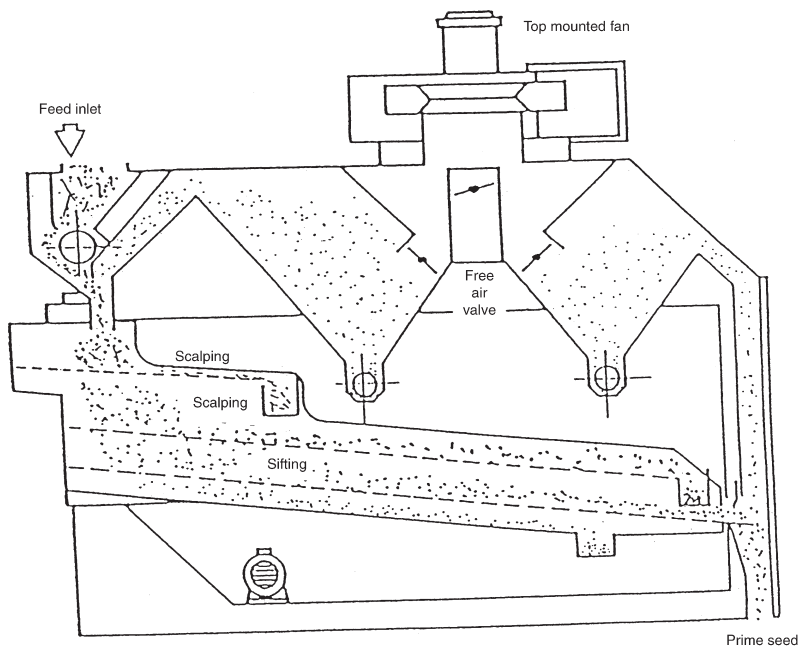 Top mounted fan
Feed inlet
Free
air
valve
Scalping
Scalping
Sifting
Prime seed